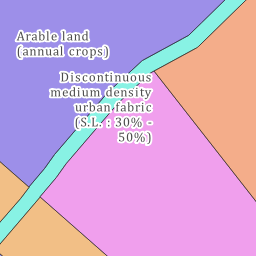 Arable land
(annual crops)
Discontinuous
medium density
urban fabric
(S.L. : 30% -
50%)